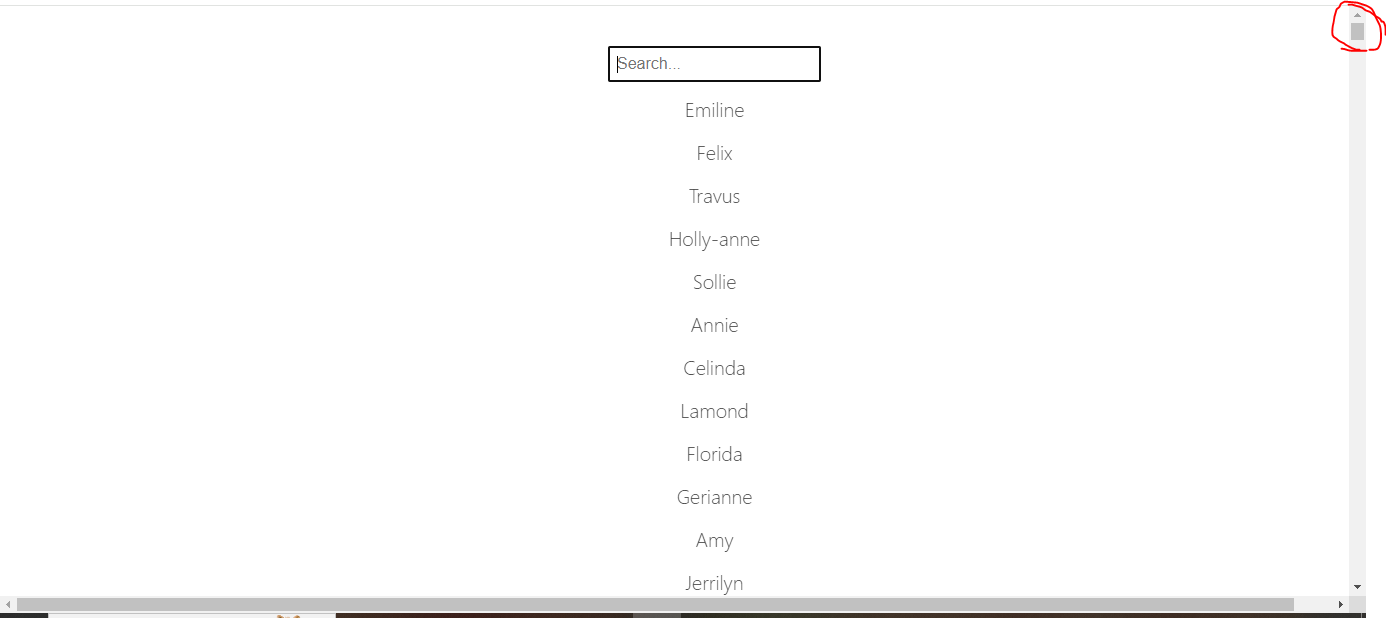 Search...
Emiline
Felix
Travus
Holly-anne
Sollie
Annie
Celinda
Lamond
Florida
Gerianne
Amy
Jerrilyn